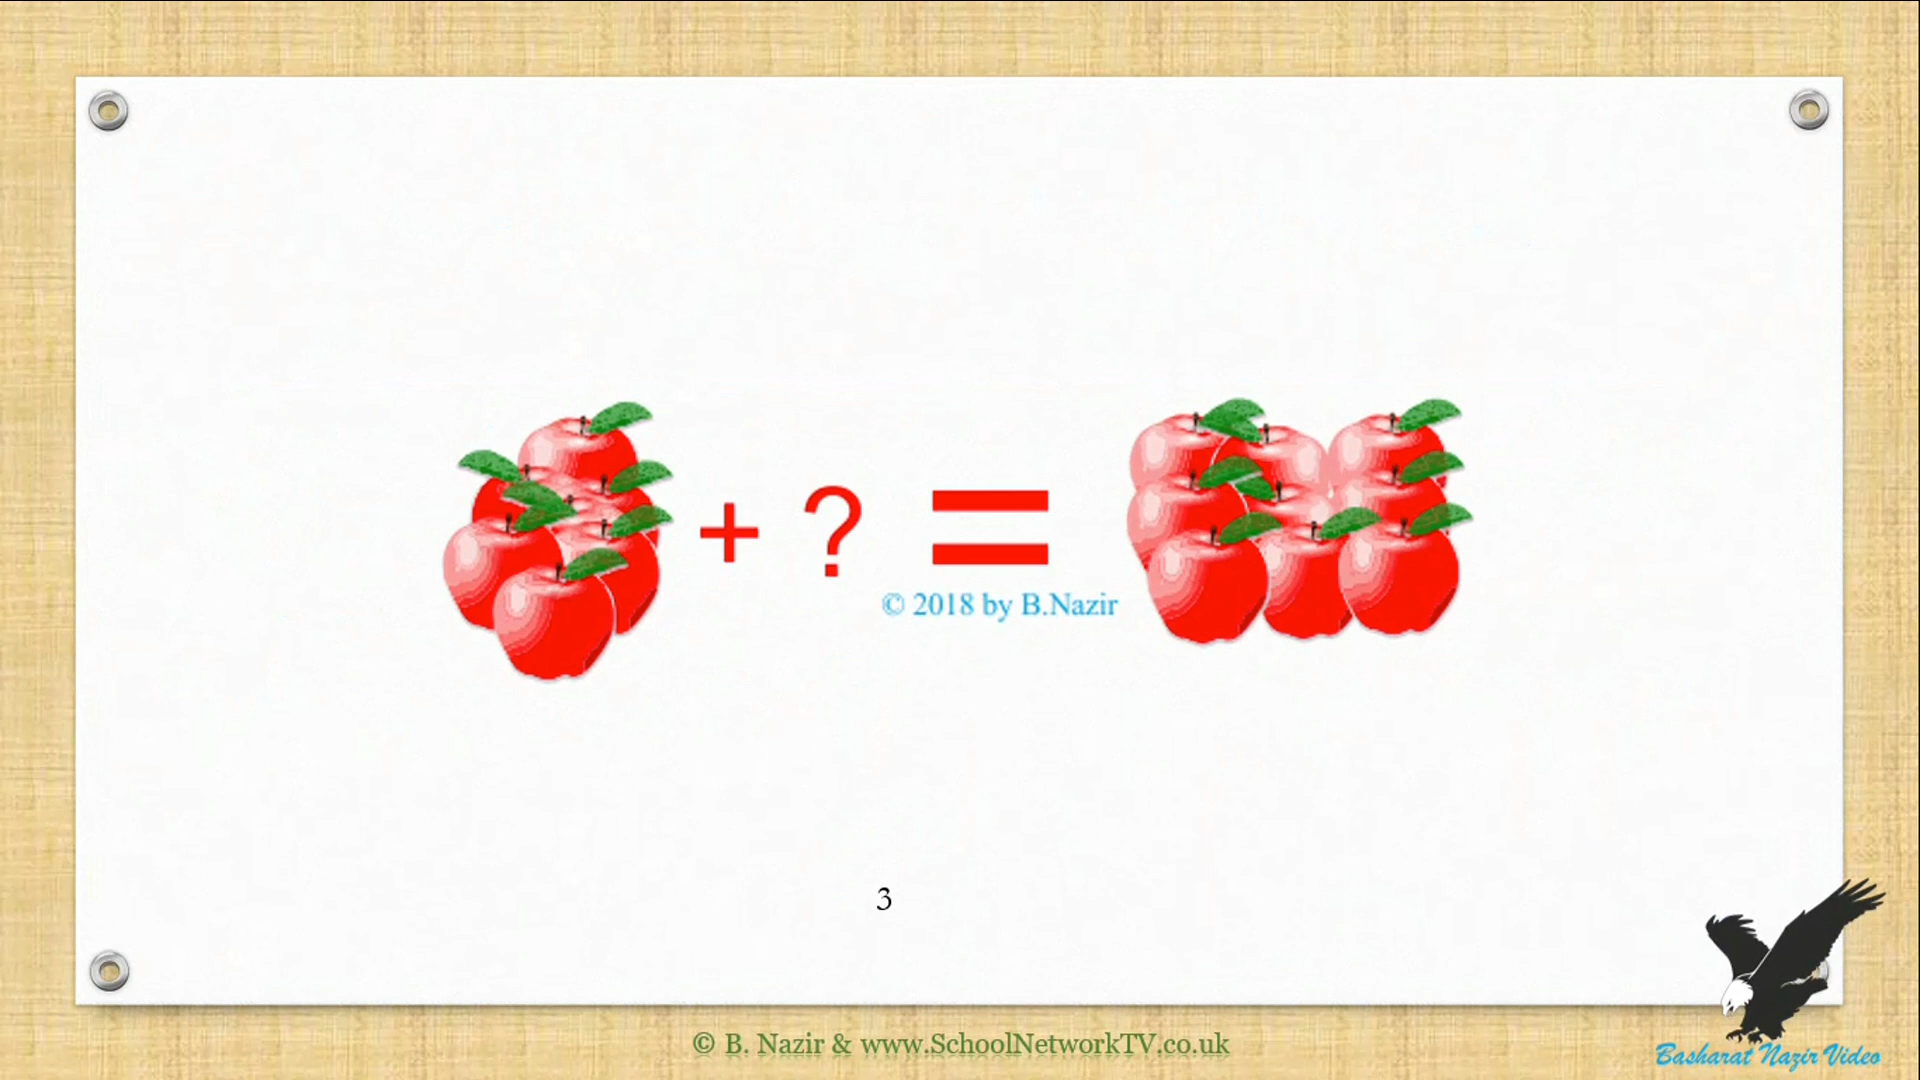 + ? =
© 2018 by B.Nazir
3
© B. Nazir & www.SchoolNetworkTV.co.uk
Basharat Nazir Video